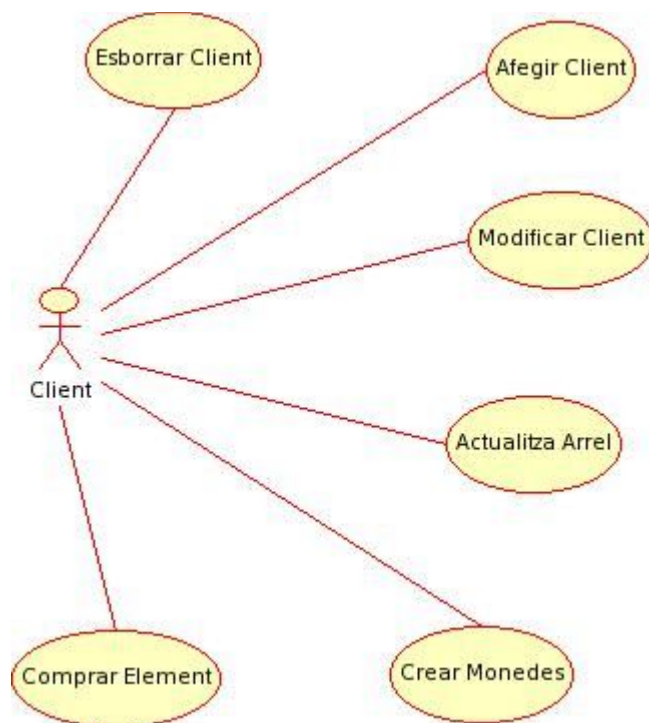 Esborrar Client
Afegir Client
Modificar Client
Client
Actualitza Arrel
Comprar Element
Crear Monedes